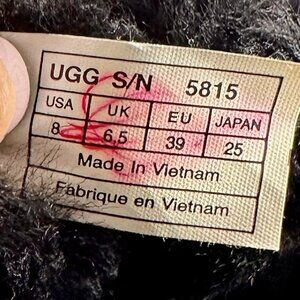 UGG S/N 5815
USA UK EU JAPAN
8 6,5 39 25
Made In Vietnam
Fabrique en Vietnam